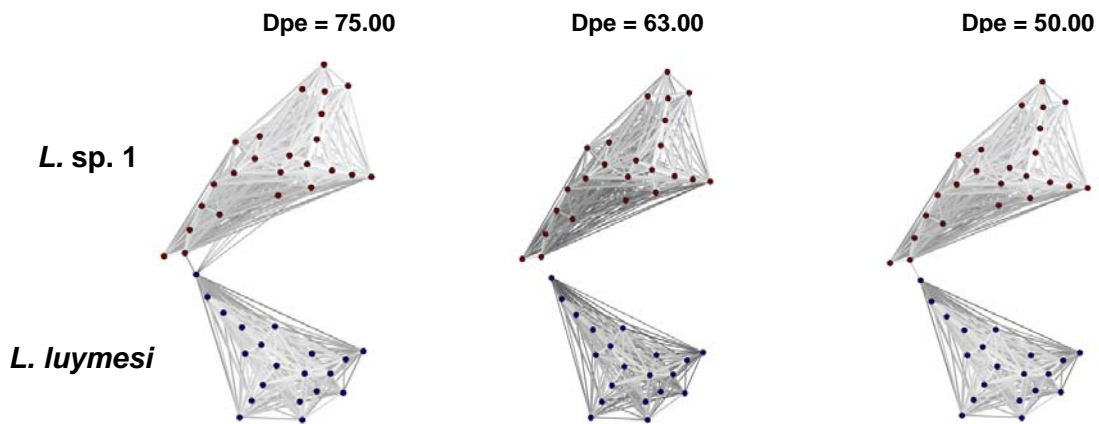 Dpe = 75.00 Dpe = 63.00 Dpe = 50.00
L. sp. 1
L. luymesi